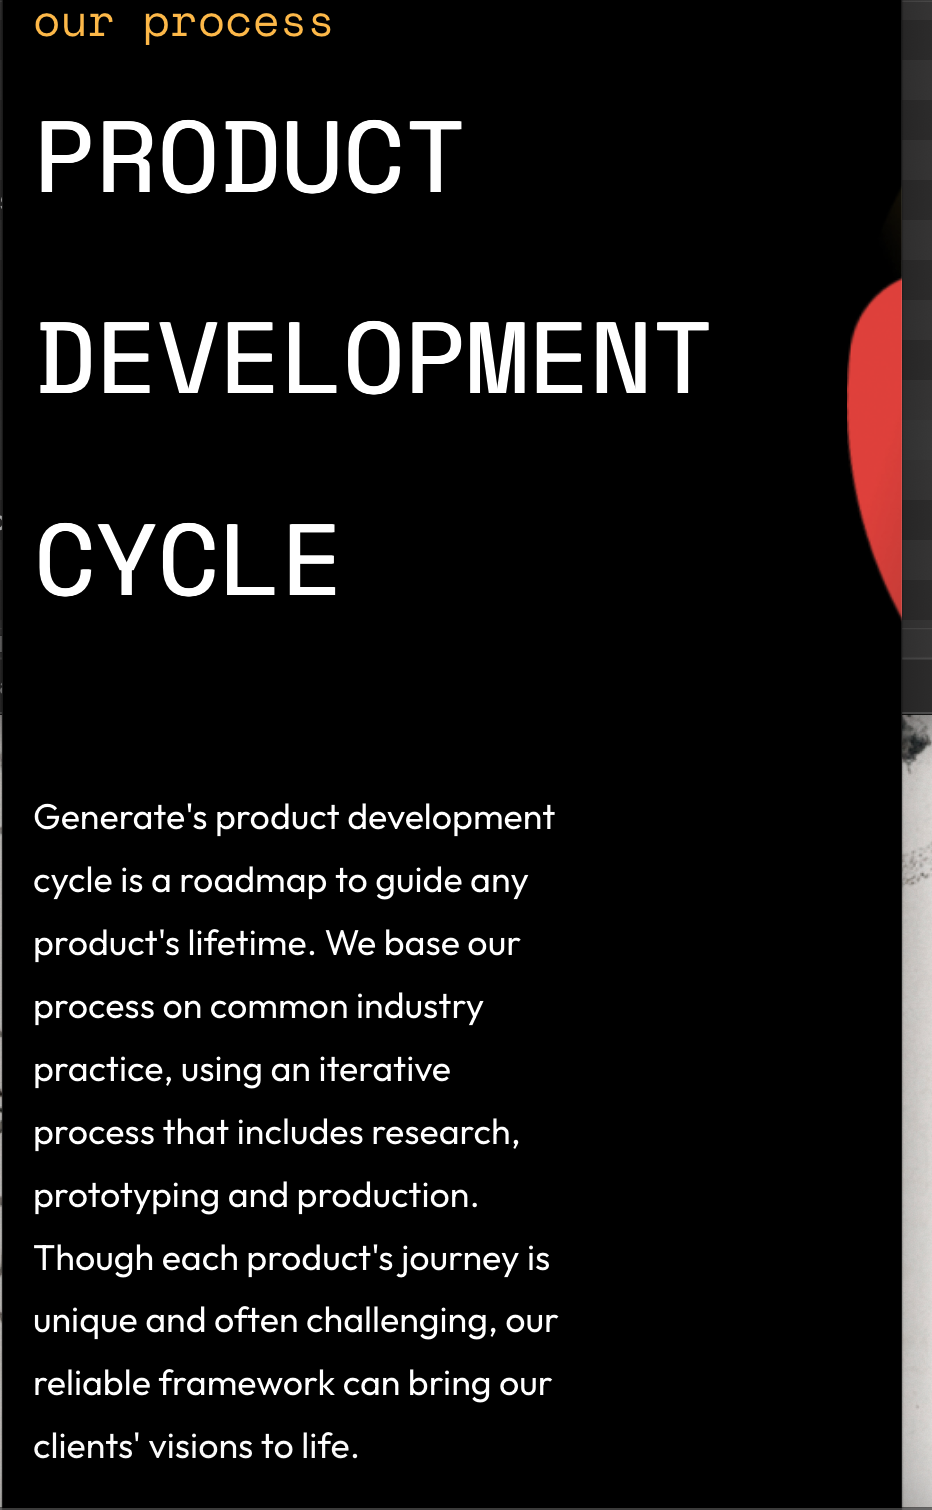 our process
PRODUCT
DEVELOPMENT
CYCLE
Generate's product development
cycle is a roadmap to guide any
product's lifetime. We base our
process on common industry
practice, using an iterative
process that includes research,
prototyping and production.
Though each product's journey is
unique and often challenging, our
reliable framework can bring our
clients' visions to life.